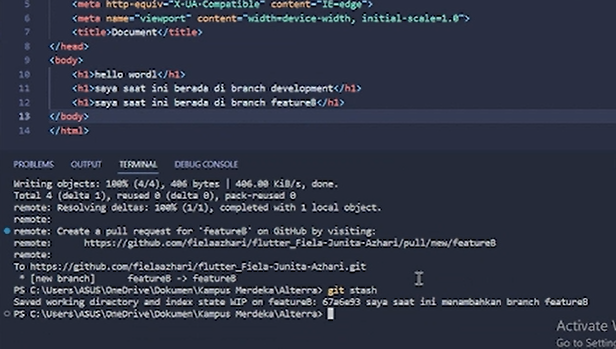 5 <meta http-equiv="X-UA-Compatible" content="IE=edge">
6 <meta name="viewport" content="width=device-width, initial-scale=1.0">
7 <title>Document</title>
8 </head>
9 <body>
10 <h1>hello wordl</h1>
11 <h1>saya saat ini berada di branch development</h1>
12 <h1>saya saat ini berada di branch featureB</h1>
13 </body>
14 </html>
PROBLEMS OUTPUT TERMINAL DEBUG CONSOLE
Writing objects: 100% (4/4), 406 bytes | 406.00 KiB/s, done.
Total 4 (delta 1), reused 0 (delta 0), pack-reused 0
remote: Resolving deltas: 100% (1/1), completed with 1 local object.
remote:
remote: Create a pull request for 'featureB' on GitHub by visiting:
remote: https://github.com/fielaazhari/flutter_Fiela-Junita-Azhari/pull/new/featureB
remote:
To https://github.com/fielaazhari/flutter_Fiela-Junita-Azhari.git
* [new branch] featureB -> featureB
PS C:\Users\ASUS\OneDrive\Dokumen\Kampus Merdeka\Alterra> git stash
Saved working directory and index state WIP on featureB: 67a6e93 saya saat ini menambahkan branch featureB
PS C:\Users\ASUS\OneDrive\Dokumen\Kampus Merdeka\Alterra>
Activate
Go to Setting